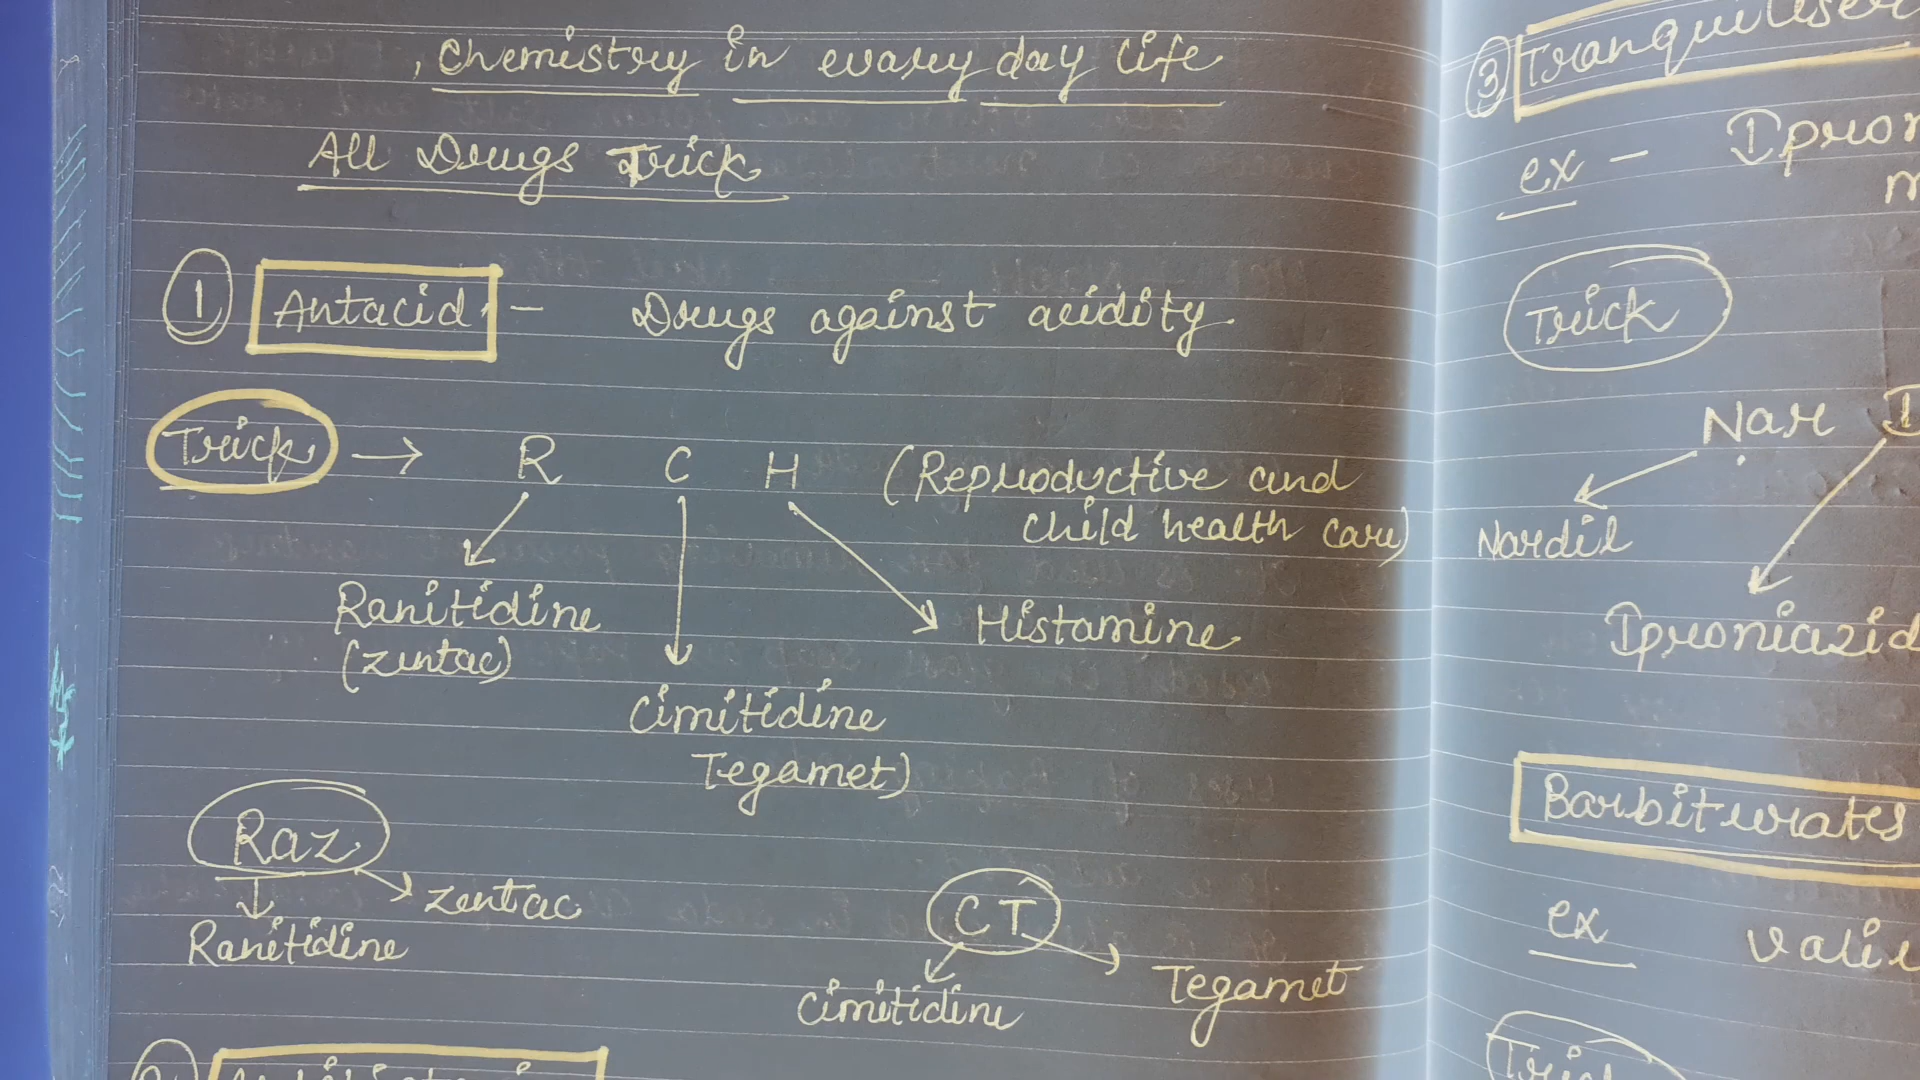 Chemistry in evary day life
All Drugs Trick
① Antacid - Drugs against acidity.
Trick → R C H (Reproductive and
child health care)
Ranitidine
(zentac)
Histamine
Cimitidine
Tegamet)
Raz
zentac
Ranitidine
CT
Cimitidine
Tegamet
③ Tranquiliser
ex -
Trick
Nar
Nardil
Iproniazid
Barbiturates
ex
Trick